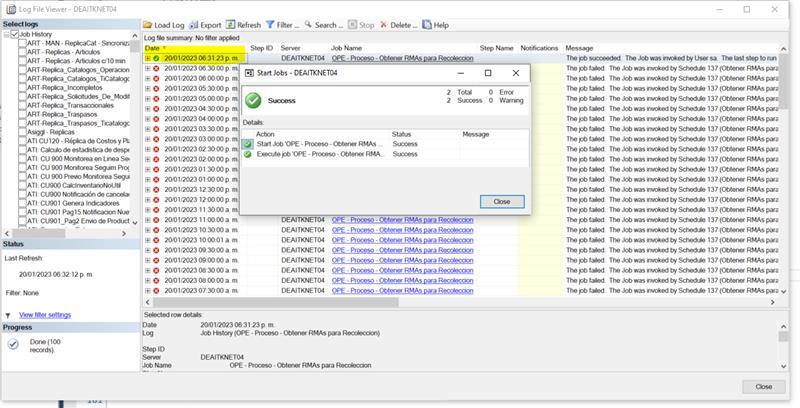 Log File Viewer - DEAITKNET04
Select logs
Load Log Export Refresh Filter ... Search ... Stop Delete ... Help
Job History
Log file summary: No filter applied
ART - MAN - ReplicaCat - Sincroniza
Replicas - Articulos
Replicas - Articulos c/10 min
ART-Replica_Catalogos_Operacion
ART-Replica_Catalogos_TiCataloga
ART-Replica_Incompletos
ART-Replica_Solicitudes_De_Modif
ART-Replica_Transaccionales
ART-Replica_Traspasos
ART-Replica_Traspasos_Ticatalogo
Asiggl - Replicas
ATI CU120 - Réplica de Costos y Pla
ATI: Calculo de estadistica de despe
ATI: CU 900 Monitorea en Linea Se
ATI: CU 900 Monitorea Seguim Prog
ATI: CU 900 Previo Monitorea Seguim
ATI: CU900 CalcInventarioNoUtil
ATI: CU900 Notificación de cancelac
ATI: CU901 Genera Indicadores
ATI: CU901_Pag15 Notificacion Nue
ATI: CU901_Pag2 Envio de Product
Date Step ID Server Job Name Step Name Notifications Message
20/01/2023 06:31:23 p. m. DEAITKNET04 OPE - Proceso - Obtener RMAs para Recoleccion The job succeeded. The Job was invoked by User sa. The last step to run
20/01/2023 06:30:00 p. m. The job failed. The Job was invoked by Schedule 137 (Obtener RMAs para
20/01/2023 06:00:00 p. m. The job failed. The Job was invoked by Schedule 137 (Obtener RMAs para
20/01/2023 05:30:00 p. m. The job failed. The Job was invoked by Schedule 137 (Obtener RMAs para
20/01/2023 05:00:00 p. m. The job failed. The Job was invoked by Schedule 137 (Obtener RMAs para
20/01/2023 04:30:00 p. m. The job failed. The Job was invoked by Schedule 137 (Obtener RMAs para
20/01/2023 04:00:00 p. m. The job failed. The Job was invoked by Schedule 137 (Obtener RMAs para
20/01/2023 03:30:00 p. m. The job failed. The Job was invoked by Schedule 137 (Obtener RMAs para
20/01/2023 03:00:00 p. m. The job failed. The Job was invoked by Schedule 137 (Obtener RMAs para
20/01/2023 02:30:00 p. m. The job failed. The Job was invoked by Schedule 137 (Obtener RMAs para
20/01/2023 02:00:00 p. m. The job failed. The Job was invoked by Schedule 137 (Obtener RMAs para
20/01/2023 01:30:00 p. m. The job failed. The Job was invoked by Schedule 137 (Obtener RMAs para
20/01/2023 01:00:00 p. m. The job failed. The Job was invoked by Schedule 137 (Obtener RMAs para
20/01/2023 12:30:00 p. m. The job failed. The Job was invoked by Schedule 137 (Obtener RMAs para
20/01/2023 12:00:00 p. m. The job failed. The Job was invoked by Schedule 137 (Obtener RMAs para
20/01/2023 11:30:00 a. m. The job failed. The Job was invoked by Schedule 137 (Obtener RMAs para
20/01/2023 11:00:00 a. m. DEAITKNET04 OPE - Proceso - Obtener RMAs para Recoleccion The job failed. The Job was invoked by Schedule 137 (Obtener RMAs para
20/01/2023 10:30:00 a. m. DEAITKNET04 OPE - Proceso - Obtener RMAs para Recoleccion The job failed. The Job was invoked by Schedule 137 (Obtener RMAs para
20/01/2023 10:00:01 a. m. DEAITKNET04 OPE - Proceso - Obtener RMAs para Recoleccion The job failed. The Job was invoked by Schedule 137 (Obtener RMAs para
20/01/2023 09:30:00 a. m. DEAITKNET04 OPE - Proceso - Obtener RMAs para Recoleccion The job failed. The Job was invoked by Schedule 137 (Obtener RMAs para
20/01/2023 09:00:00 a. m. DEAITKNET04 OPE - Proceso - Obtener RMAs para Recoleccion The job failed. The Job was invoked by Schedule 137 (Obtener RMAs para
20/01/2023 08:30:00 a. m. DEAITKNET04 OPE - Proceso - Obtener RMAs para Recoleccion The job failed. The Job was invoked by Schedule 137 (Obtener RMAs para
20/01/2023 08:00:00 a. m. DEAITKNET04 OPE - Proceso - Obtener RMAs para Recoleccion The job failed. The Job was invoked by Schedule 137 (Obtener RMAs para
20/01/2023 07:30:00 a. m. DEAITKNET04 OPE - Proceso - Obtener RMAs para Recoleccion The job failed. The Job was invoked by Schedule 137 (Obtener RMAs para
Start Jobs - DEAITKNET04
Success
2 Total 0 Error
2 Success 0 Warning
Details:
Action Status Message
Start Job 'OPE - Proceso - Obtener RMAs ... Success
Execute job 'OPE - Proceso - Obtener RMA... Success
Close
Status
Last Refresh:
20/01/2023 06:32:12 p. m.
Filter: None
View filter settings
Progress
Done (100
records).
Selected row details:
Date 20/01/2023 06:31:23 p. m.
Log Job History (OPE - Proceso - Obtener RMAs para Recoleccion)
Step ID
Server DEAITKNET04
Job Name OPE - Proceso - Obtener RMAs para Recoleccion
Close